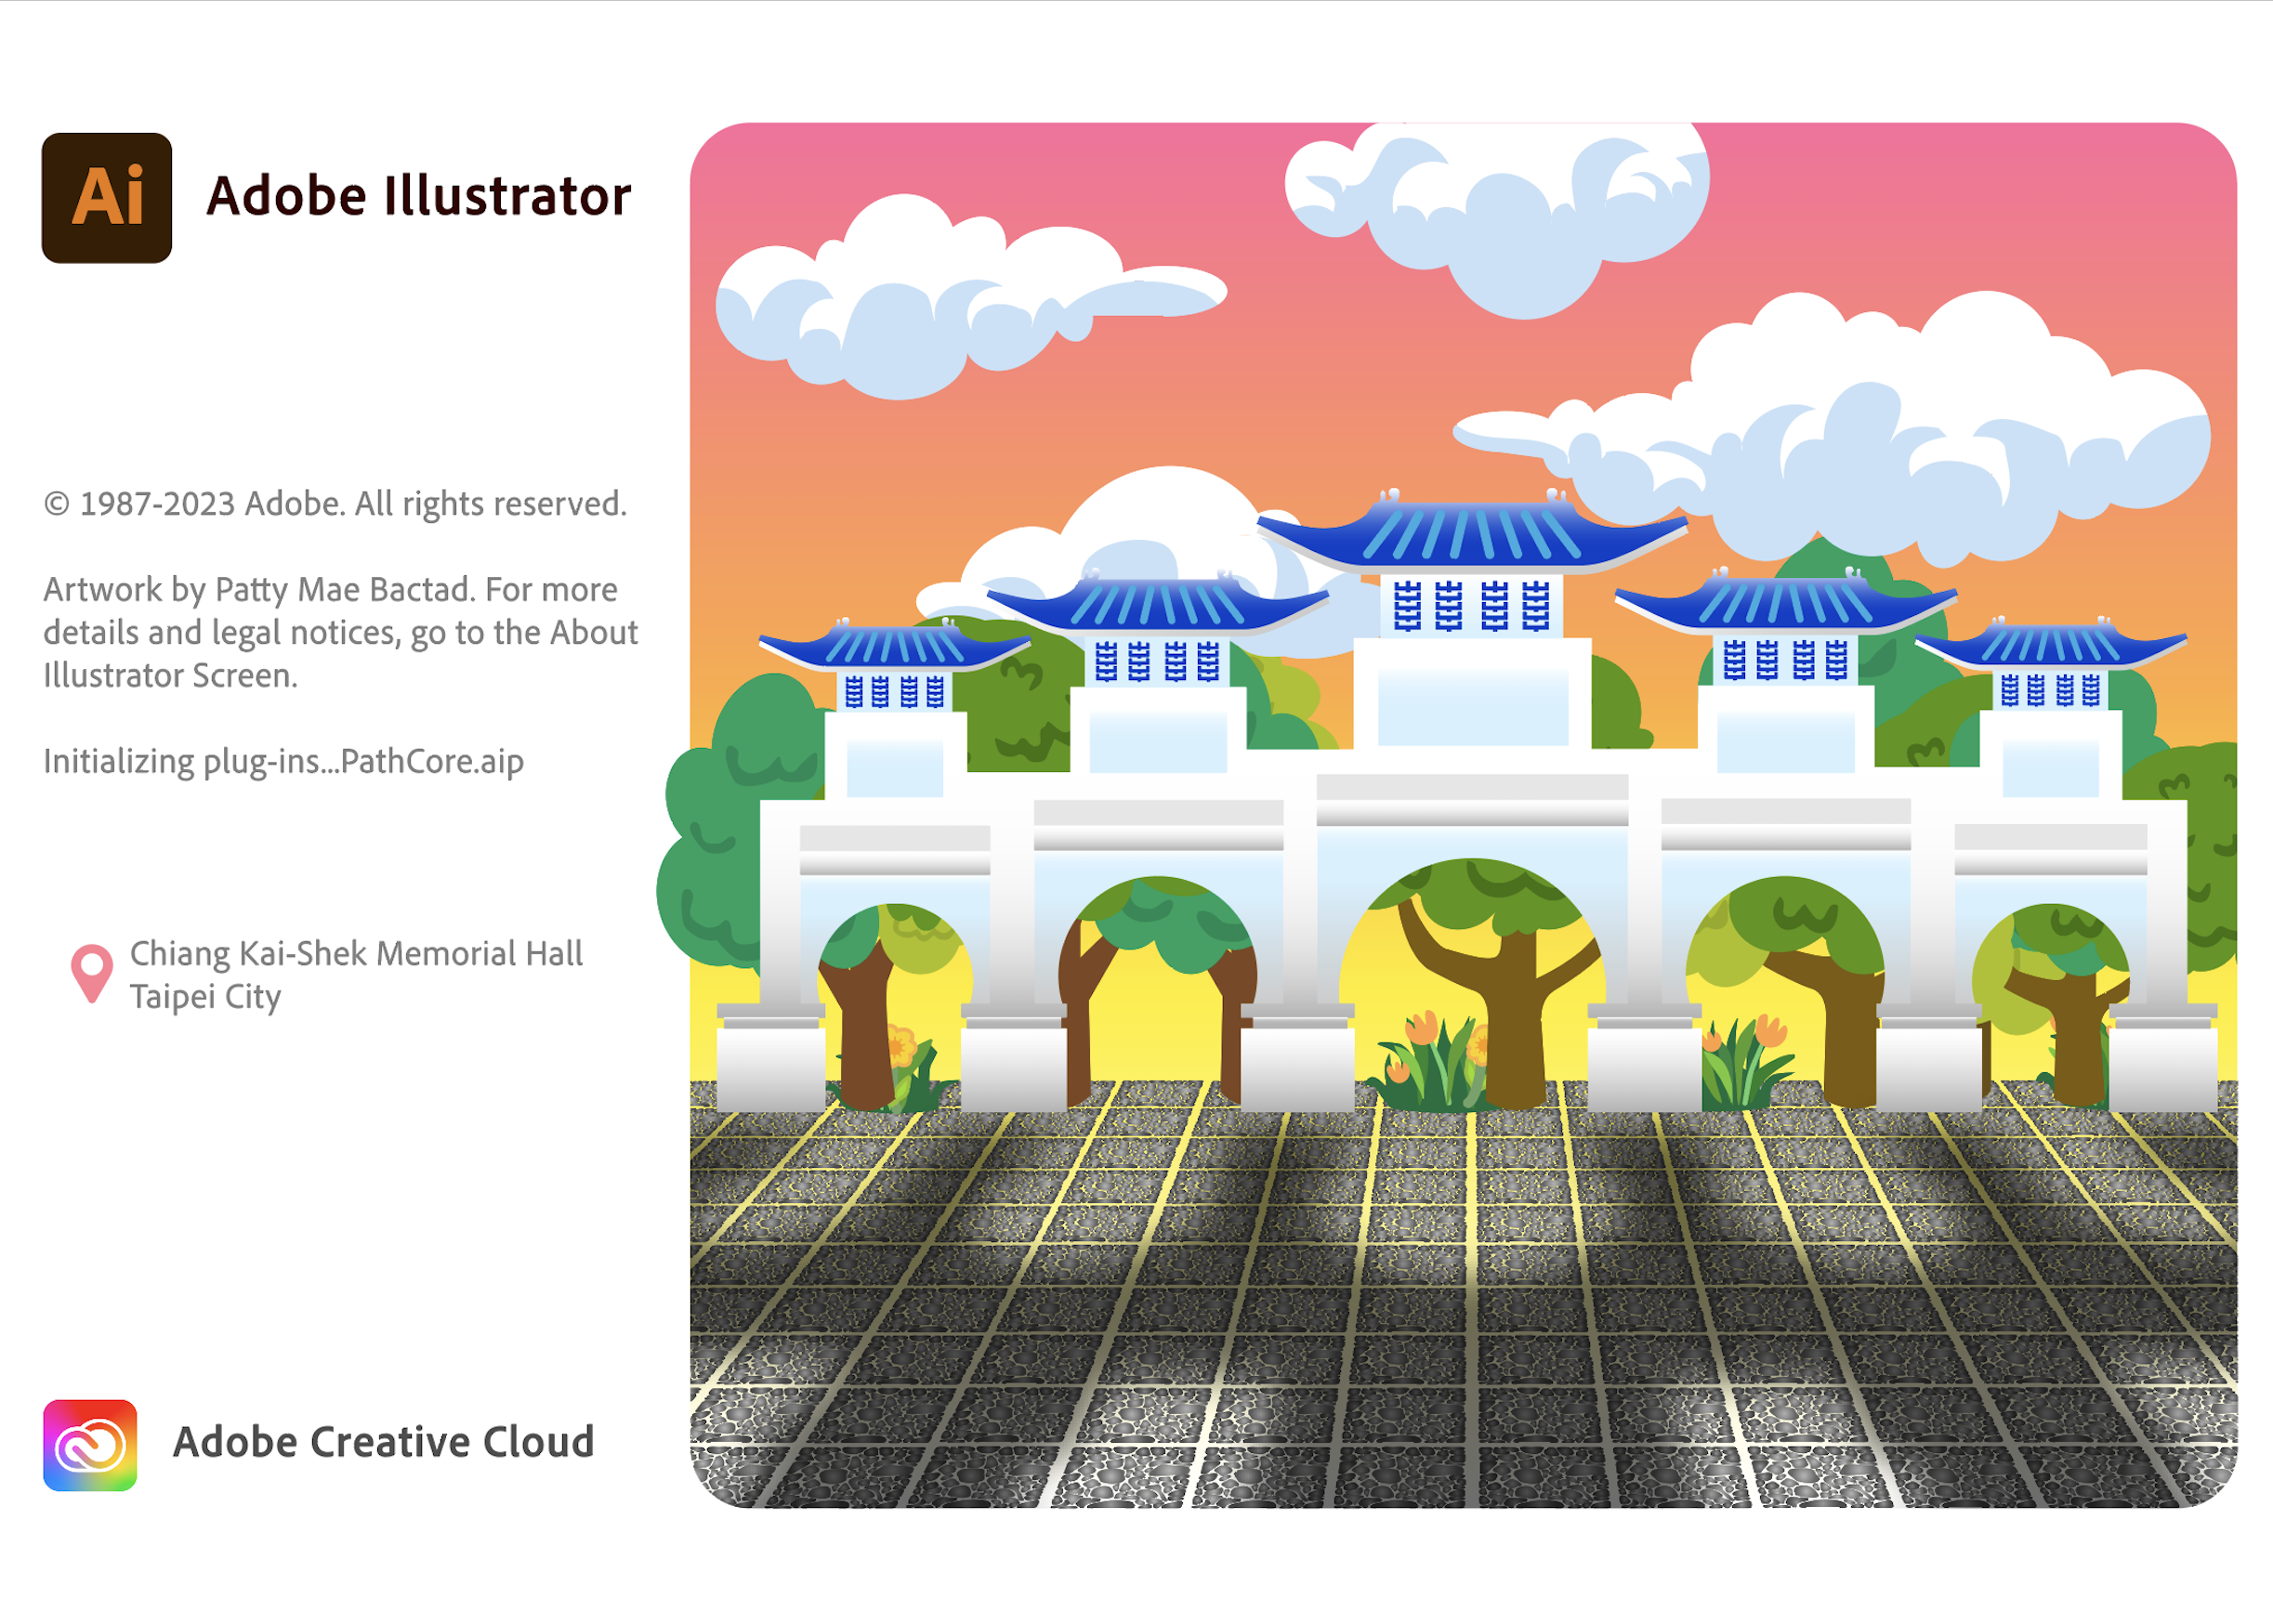 Ai
Adobe Illustrator
© 1987-2023 Adobe. All rights reserved.
Artwork by Patty Mae Bactad. For more
details and legal notices, go to the About
Illustrator Screen.
Initializing plug-ins...PathCore.aip
Chiang Kai-Shek Memorial Hall
Taipei City
Adobe Creative Cloud